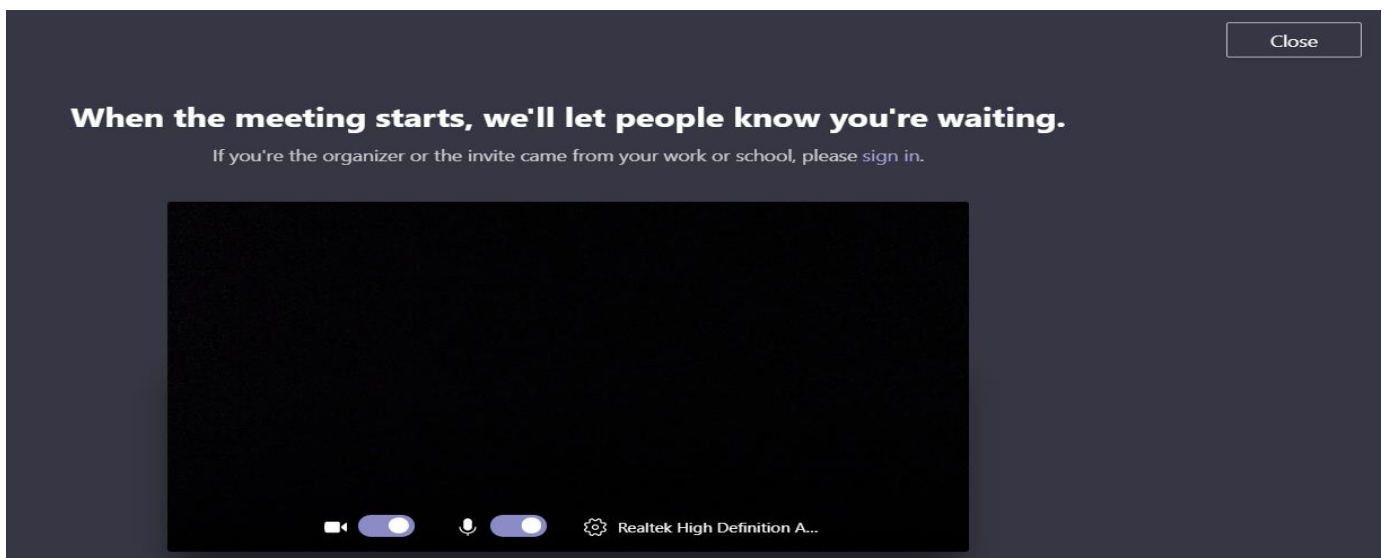 Close
When the meeting starts, we'll let people know you're waiting.
If you're the organizer or the invite came from your work or school, please sign in.
Realtek High Definition A...